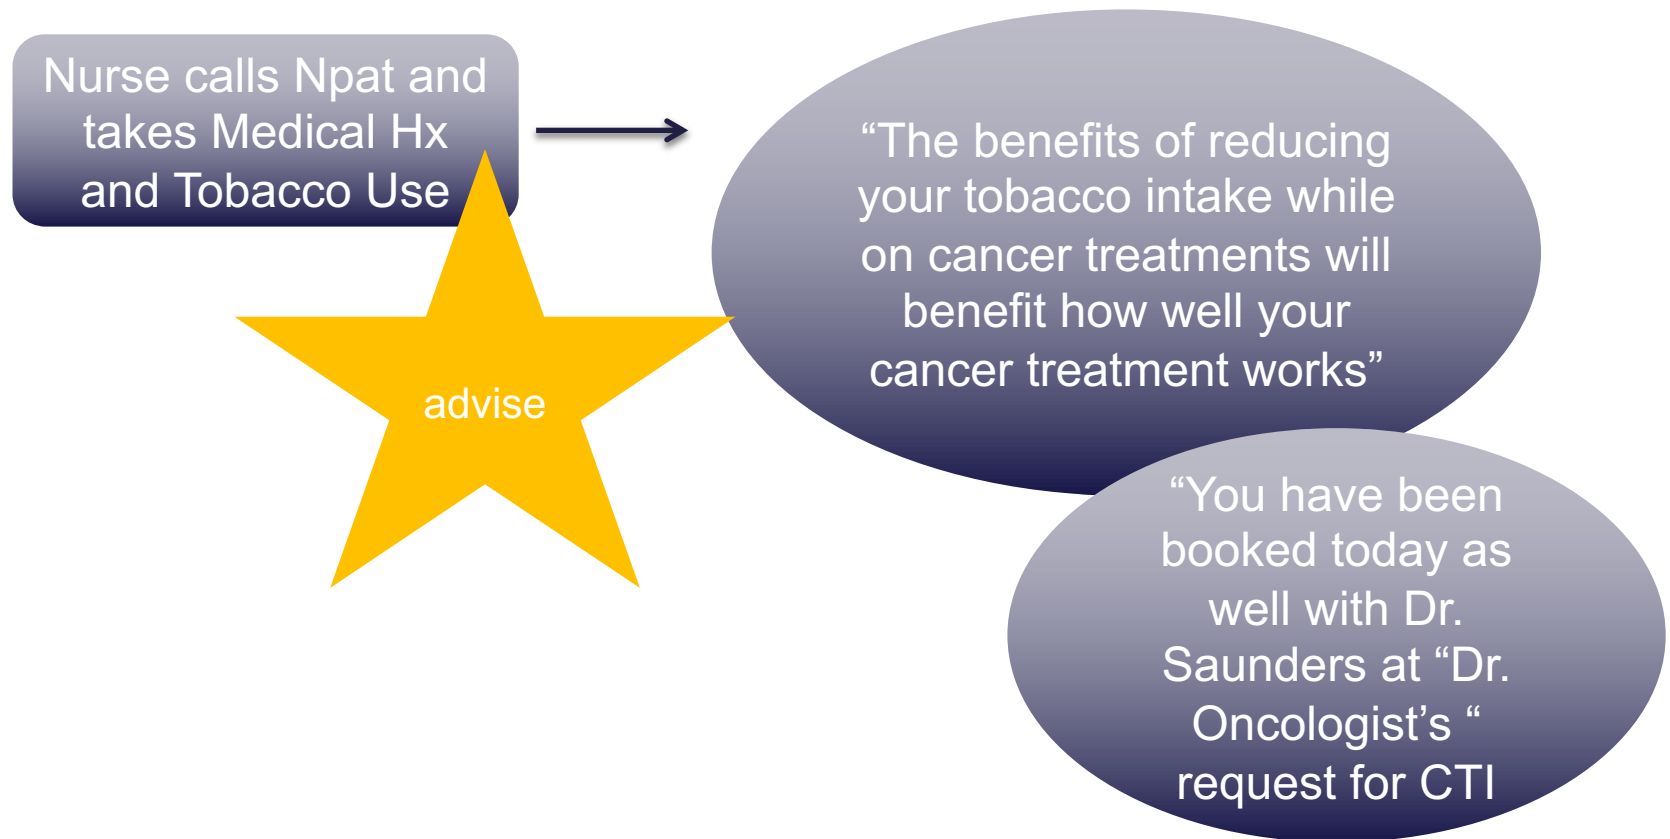 Nurse calls Npat and
takes Medical Hx
and Tobacco Use
“The benefits of reducing
your tobacco intake while
on cancer treatments will
benefit how well your
cancer treatment works”
advise
“You have been
booked today as
well with Dr.
Saunders at “Dr.
Oncologist’s “
request for CTI